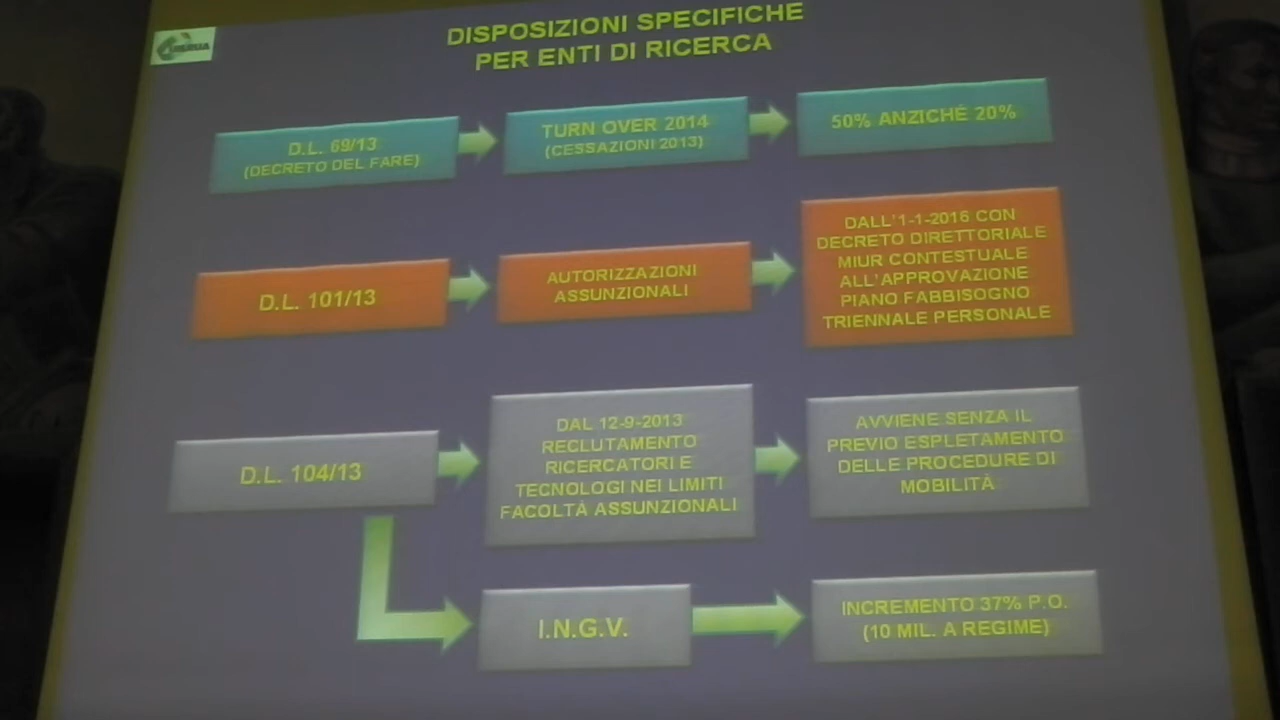 DISPOSIZIONI SPECIFICHE
PER ENTI DI RICERCA
D.L. 69/13
(DECRETO DEL FARE)
TURN OVER 2014
(CESSAZIONI 2013)
50% ANZICHÈ 20%
D.L. 101/13
AUTORIZZAZIONI
ASSUNZIONALI
DALL'1-1-2016 CON
DECRETO DIRETTORIALE
MIUR CONTESTUALE
ALL'APPROVAZIONE
PIANO FABBISOGNO
TRIENNALE PERSONALE
D.L. 104/13
DAL 12-9-2013
RECLUTAMENTO
RICERCATORI E
TECNOLOGI NEI LIMITI
FACOLTÀ ASSUNZIONALI
AVVIENE SENZA IL
PREVIO ESPLETAMENTO
DELLE PROCEDURE DI
MOBILITÀ
I.N.G.V.
INCREMENTO 37% P.O.
(10 MIL. A REGIME)